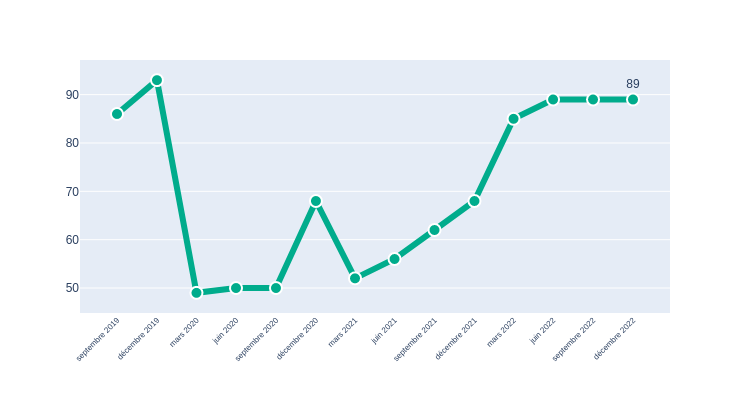 89
90
80
70
60
50
septembre 2019
décembre 2019
mars 2020
juin 2020
septembre 2020
décembre 2020
mars 2021
juin 2021
septembre 2021
décembre 2021
mars 2022
juin 2022
septembre 2022
décembre 2022